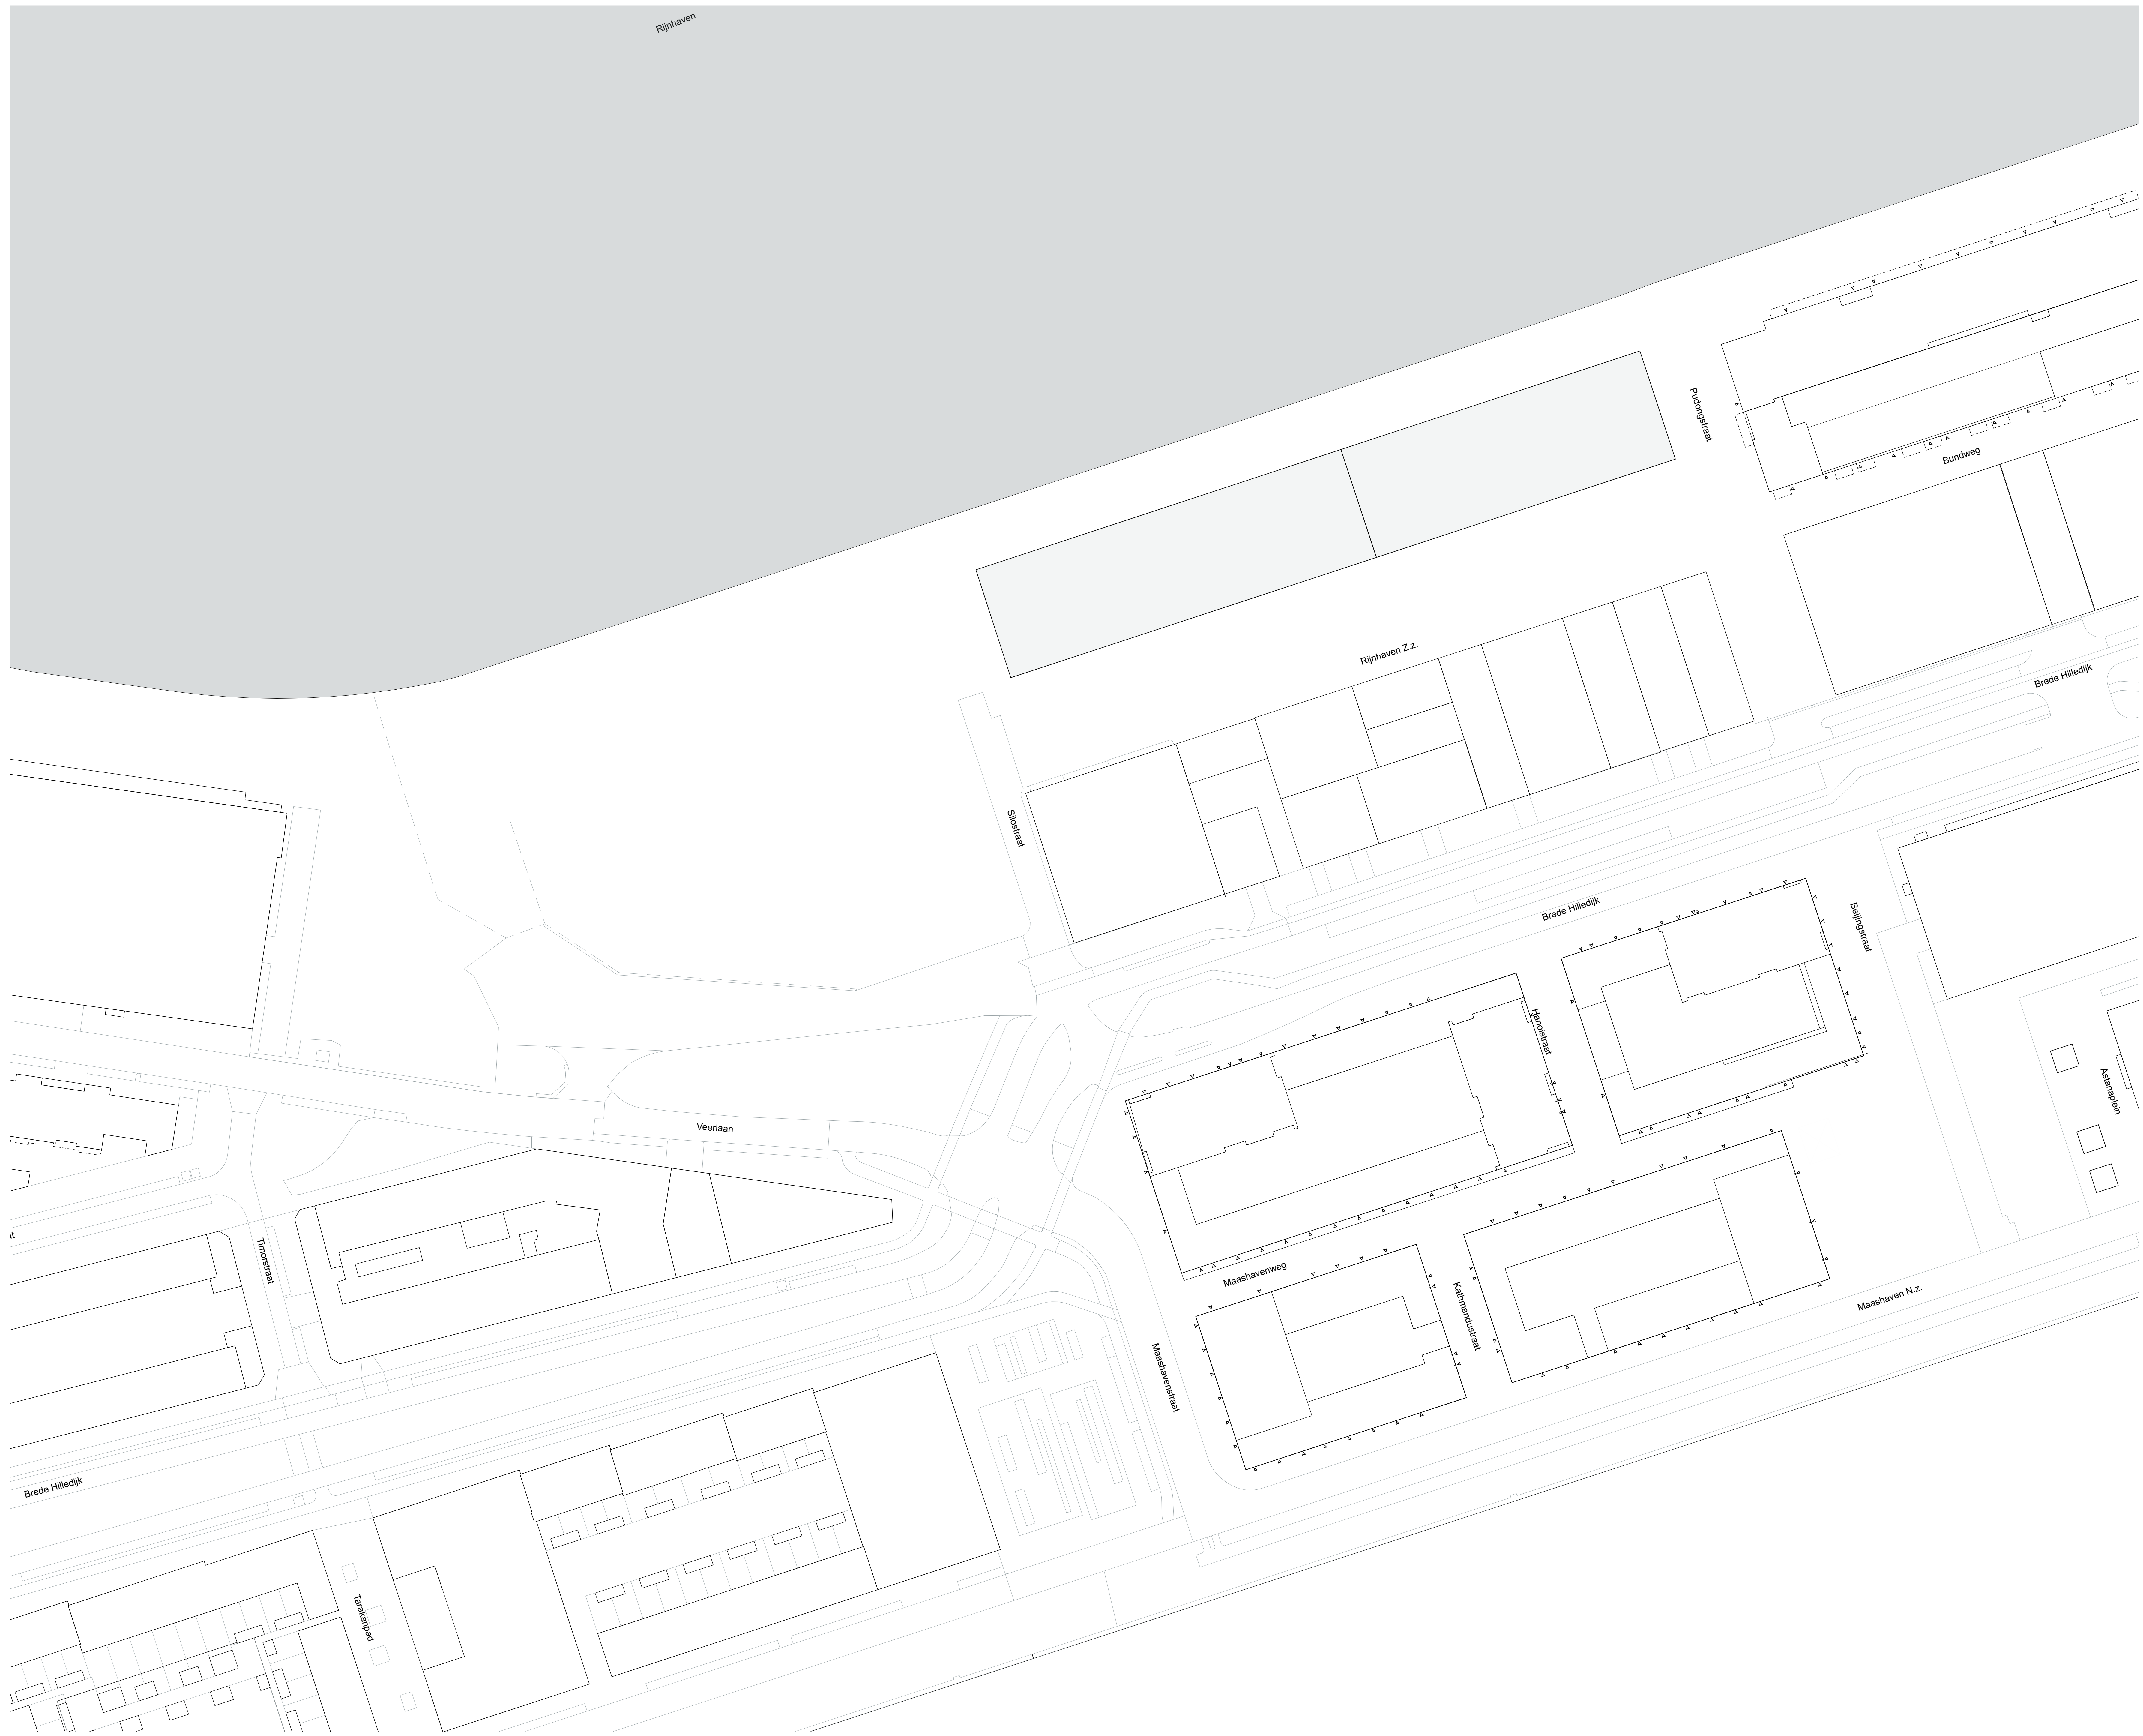 Rijnhaven
Pudongstraat
Bundweg
Rijnhaven Z.z.
Brede Hilledijk
Silostraat
Brede Hilledijk
Beijingstraat
Hanoistraat
Astanaplein
Veerlaan
Timorstraat
Maashavenweg
Kathmandustraat
Maashaven N.z.
Maashavenstraat
Brede Hilledijk
Tarakanpad